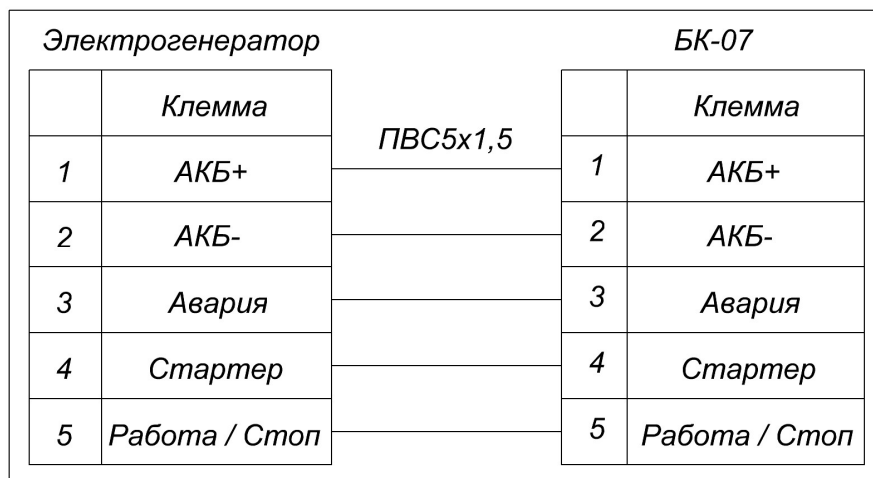 Электрогенератор БК-07
Клемма Клемма
ПВС5х1,5
1 АКБ+ 1 АКБ+
2 АКБ- 2 АКБ-
3 Авария 3 Авария
4 Стартер 4 Стартер
5 Работа / Стоп 5 Работа / Стоп